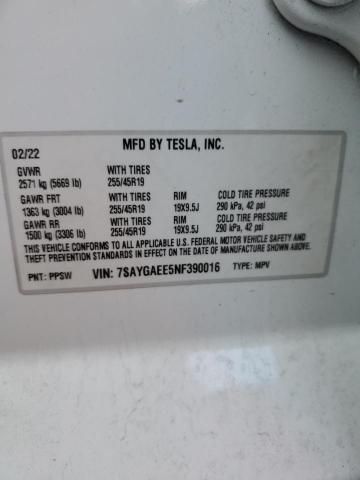 MFD BY TESLA, INC.
02/22
GVWR WITH TIRES
2571 kg (5669 lb) 255/45R19
GAWR FRT WITH TIRES RIM COLD TIRE PRESSURE
1363 kg (3004 lb) 255/45R19 19X9.5J 290 kPa, 42 psi
GAWR RR WITH TIRES RIM COLD TIRE PRESSURE
1500 kg (3306 lb) 255/45R19 19X9.5J 290 kPa, 42 psi
THIS VEHICLE CONFORMS TO ALL APPLICABLE U.S. FEDERAL MOTOR VEHICLE SAFETY AND
THEFT PREVENTION STANDARDS IN EFFECT ON THE DATE OF MANUFACTURE SHOWN ABOVE.
PNT: PPSW VIN: 7SAYGAEE5NF390016 TYPE: MPV